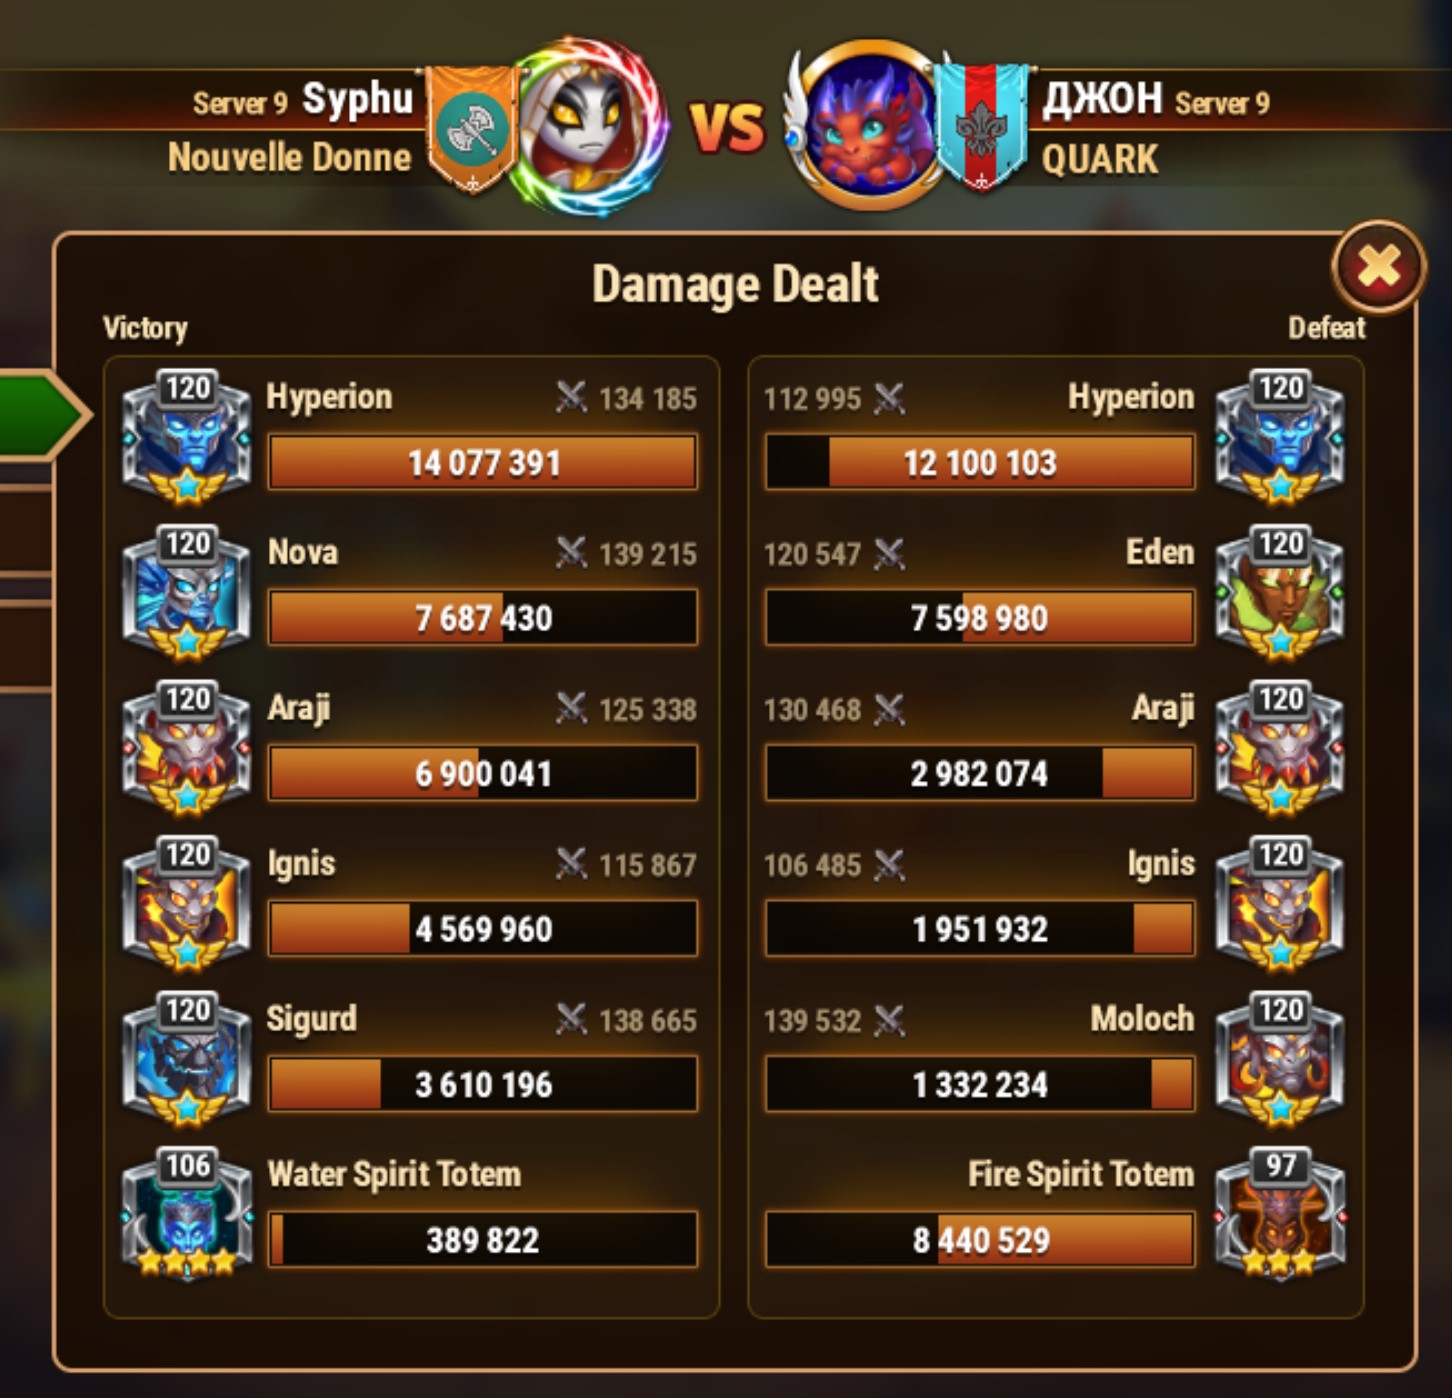 Server 9 Syphu
Nouvelle Donne
VS
ДЖОН Server 9
QUARK
Damage Dealt
Victory
Defeat
120
Hyperion
134 185
14 077 391
120
Nova
139 215
7 687 430
120
Araji
125 338
6 900 041
120
Ignis
115 867
4 569 960
120
Sigurd
138 665
3 610 196
106
Water Spirit Totem
389 822
112 995
Hyperion
120
12 100 103
120 547
Eden
120
7 598 980
130 468
Araji
120
2 982 074
106 485
Ignis
120
1 951 932
139 532
Moloch
120
1 332 234
Fire Spirit Totem
97
8 440 529